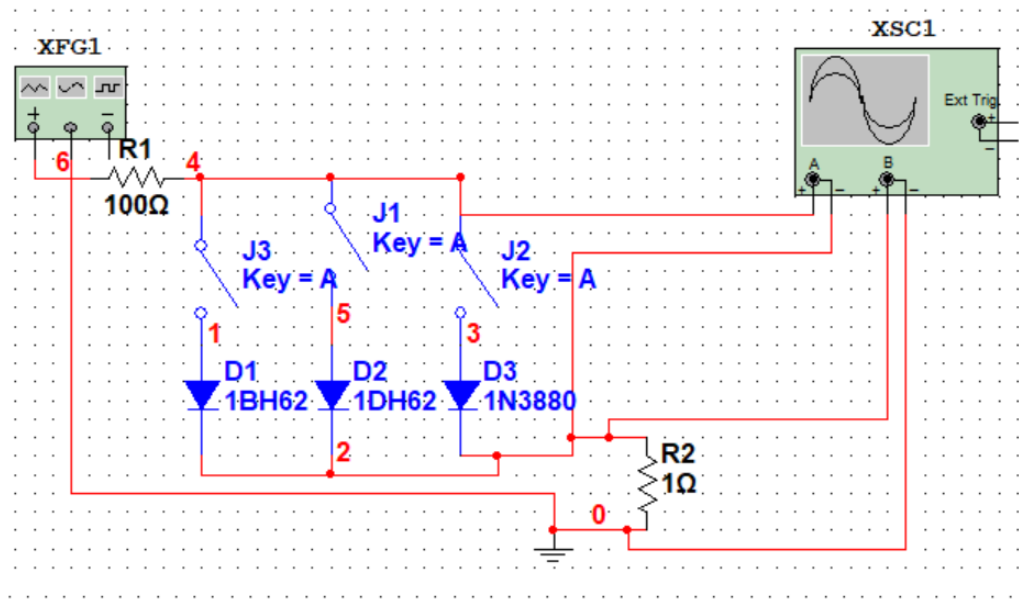 XSC1
XFG1
Ext Trig
+
−
+
−
A
B
+
−
+
−
6
R1
4
100Ω
J1
Key = A
J3
Key = A
J2
Key = A
1
5
3
D1
1BH62
D2
1DH62
D3
1N3880
2
R2
1Ω
0